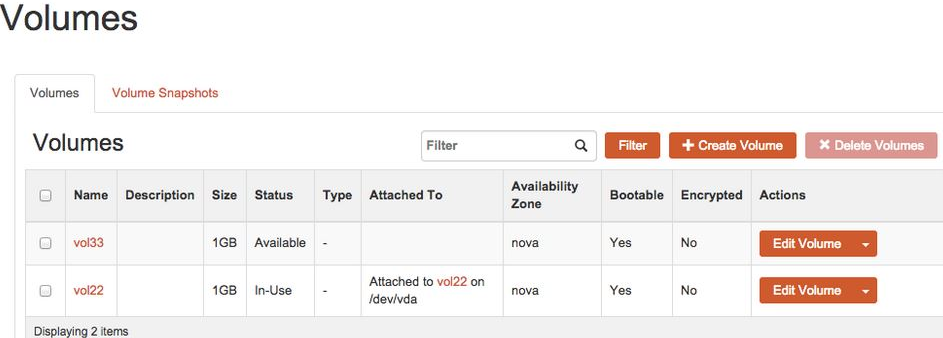 Volumes
Volumes Volume Snapshots
Volumes Filter Filter Create Volume Delete Volumes
Name Description Size Status Type Attached To Availability Zone Bootable Encrypted Actions
vol33 1GB Available - nova Yes No Edit Volume
vol22 1GB In-Use - Attached to vol22 on /dev/vda nova Yes No Edit Volume
Displaying 2 items